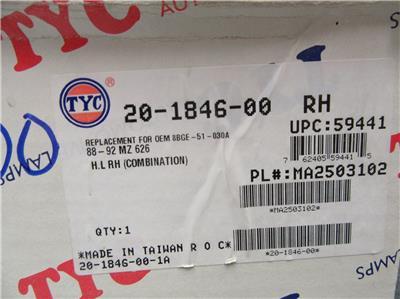 TYC
TYC 20-1846-00 RH
REPLACEMENT FOR OEM 8BGE-51-030A
88-92 MZ 626
H.L RH (COMBINATION)
UPC:59441
7 62405 59441 5
PL#:MA2503102
*MA2503102*
QTY:1
*MADE IN TAIWAN R O C*
20-1846-00-1A
*20-1846-00*
LAMPS
LAMPS
TYC